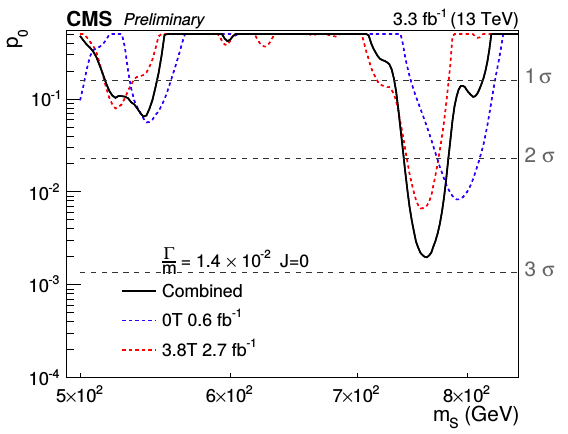 CMS Preliminary 3.3 fb⁻¹ (13 TeV)
p₀
10⁻¹
10⁻²
10⁻³
10⁻⁴
1 σ
2 σ
3 σ
Γ/m = 1.4 × 10⁻² J=0
Combined
0T 0.6 fb⁻¹
3.8T 2.7 fb⁻¹
5×10² 6×10² 7×10² 8×10²
m_S (GeV)